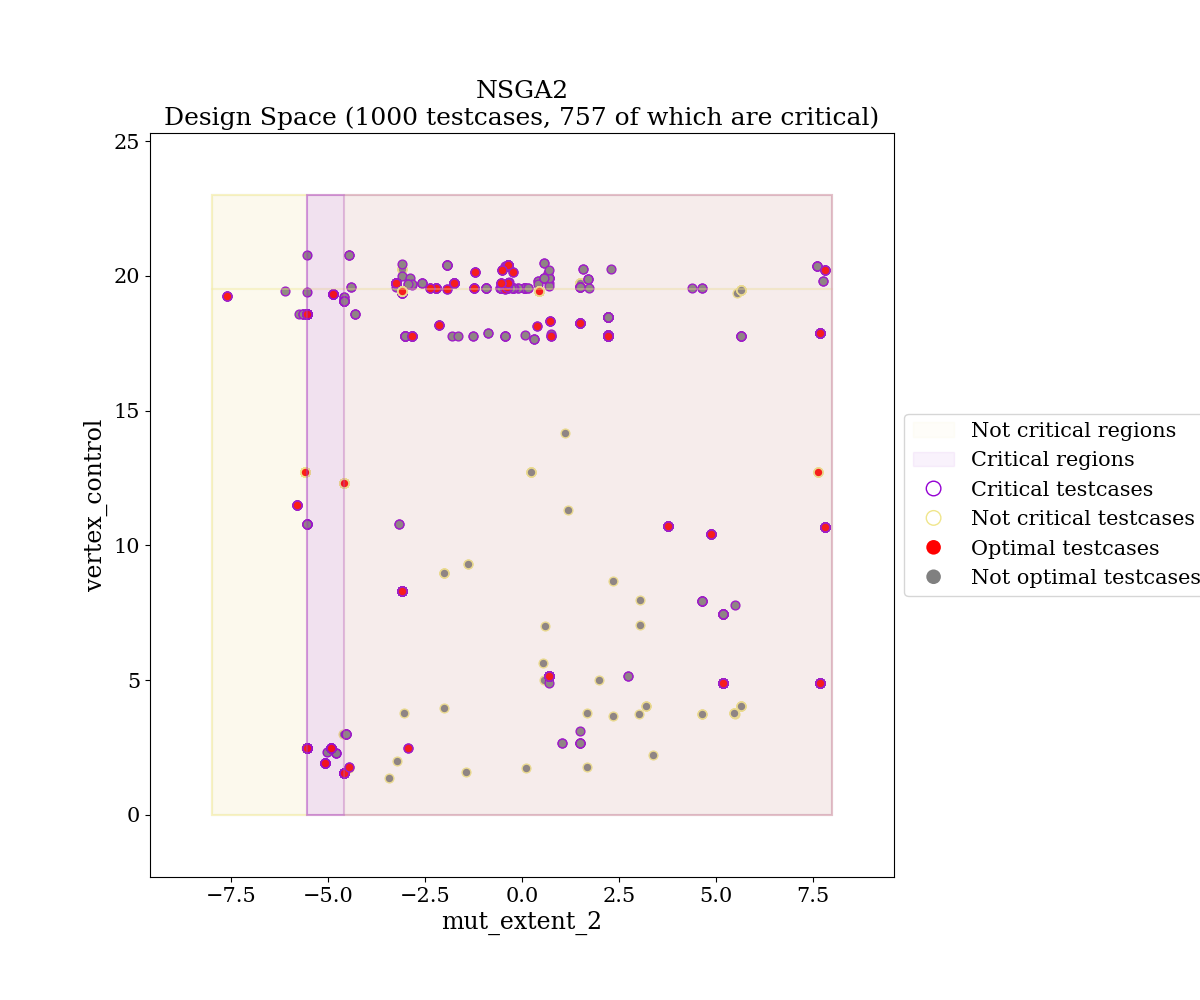 NSGA2
Design Space (1000 testcases, 757 of which are critical)
25
20
15
10
5
0
vertex_control
−7.5
−5.0
−2.5
0.0
2.5
5.0
7.5
mut_extent_2
Not critical regions
Critical regions
Critical testcases
Not critical testcases
Optimal testcases
Not optimal testcases